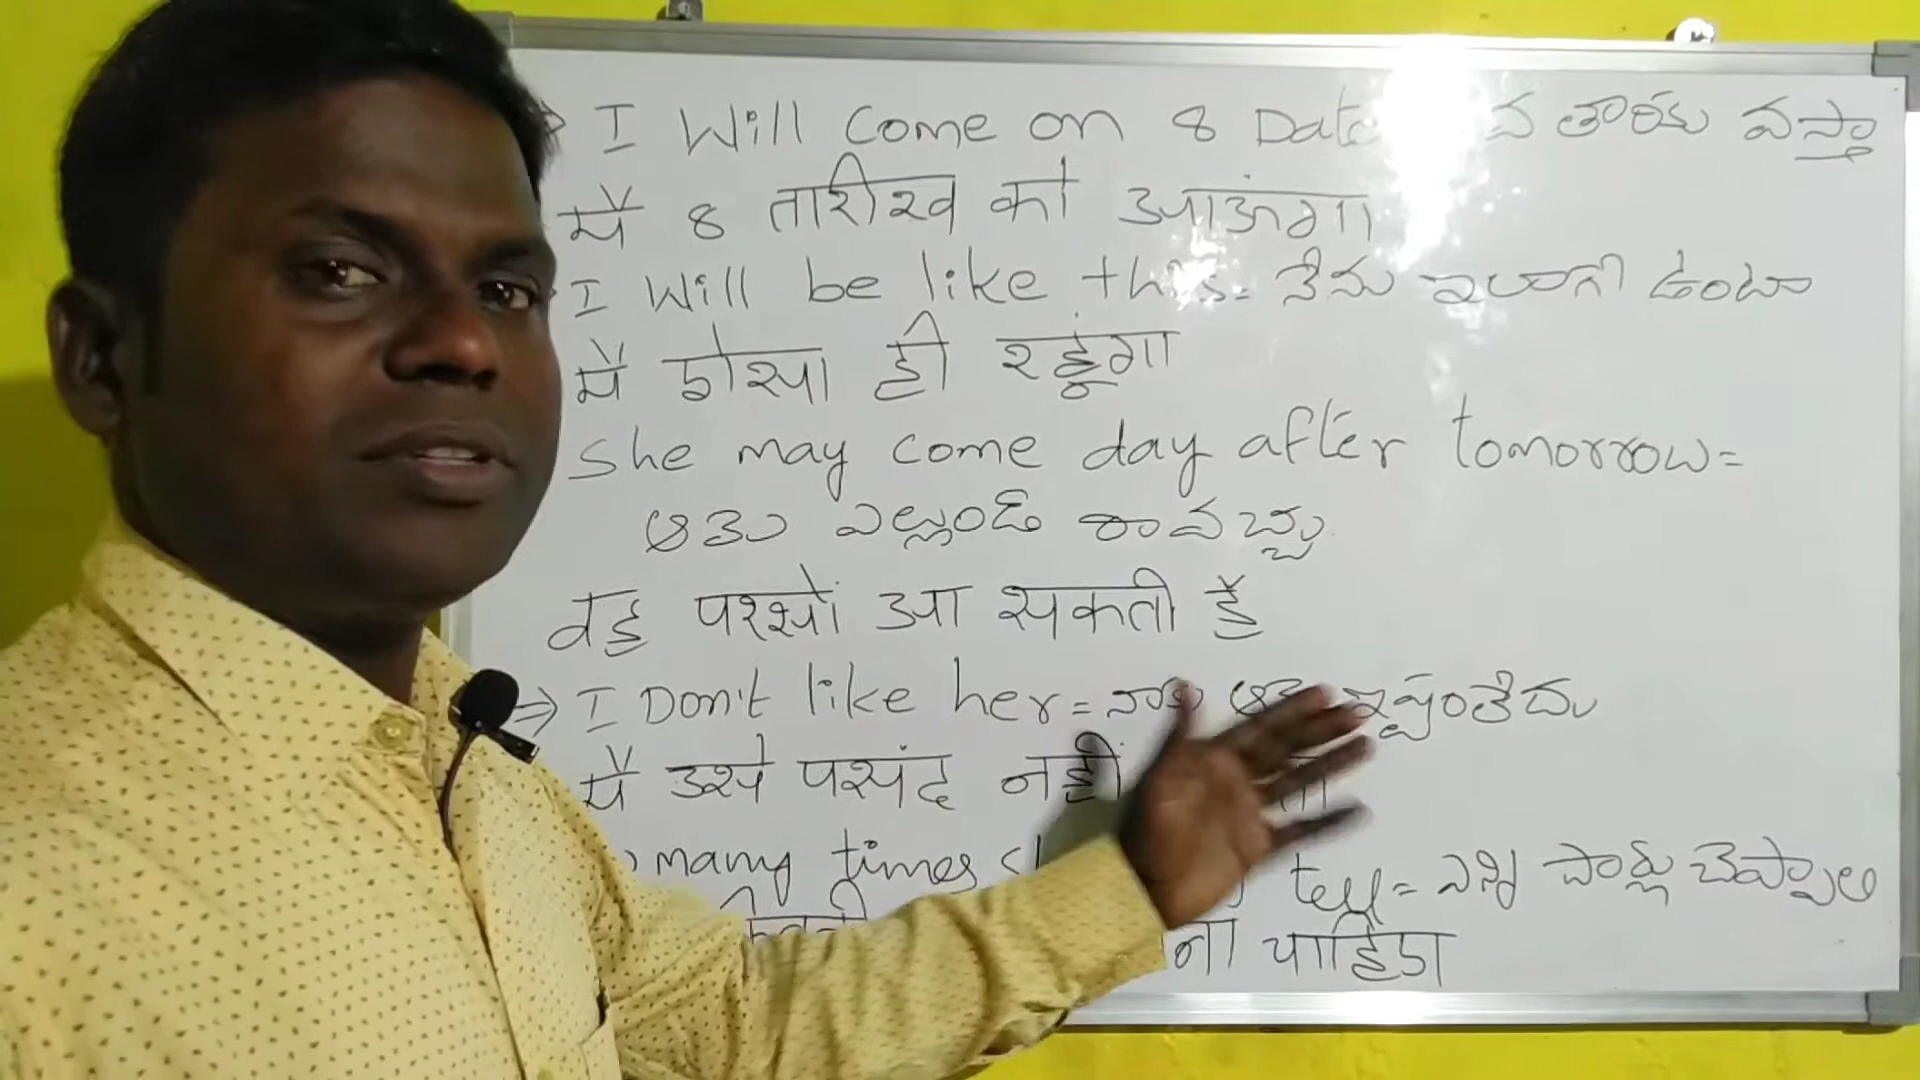 I Will Come on 8 Date వ తారీకు వస్తా
मैं 8 तारीख को आऊंगा
I Will be like this = నేను ఇలాగే ఉంటా
मैं ऐसा ही रहूंगा
She may come day after tomorrow =
ఆమె ఎల్లుండి రావచ్చు
वह परसों आ सकती है
⇒ I Don't like her = నాకు ఇష్టంలేదు
मैं उसे पसंद नहीं
many times tell = ఎన్ని సార్లు చెప్పాలి
चाहिए